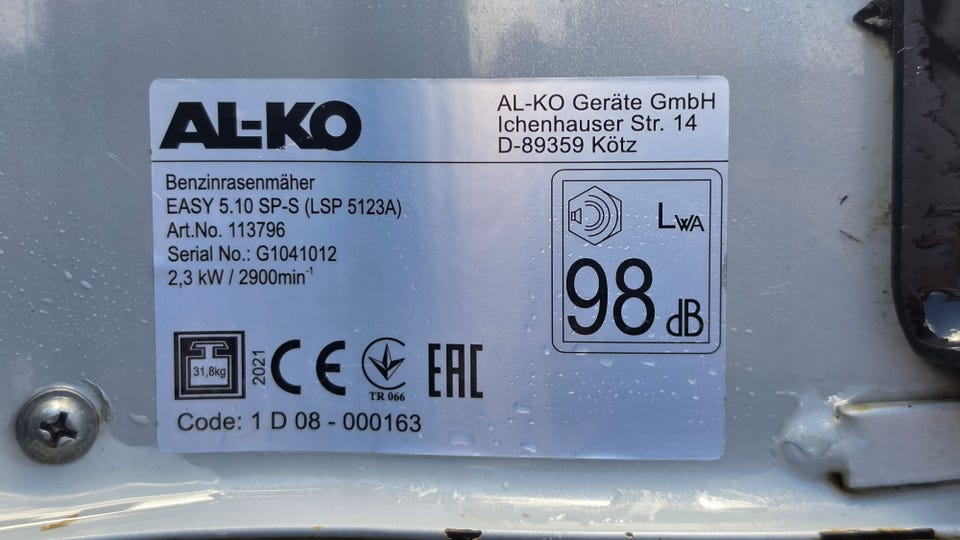 AL-KO
AL-KO Geräte GmbH
Ichenhauser Str. 14
D-89359 Kötz
Benzinrasenmäher
EASY 5.10 SP-S (LSP 5123A)
Art.No. 113796
Serial No.: G1041012
2,3 kW / 2900min⁻¹
LWA
98 dB
31,8kg
2021
CE
TR 066
EAC
Code: 1 D 08 - 000163